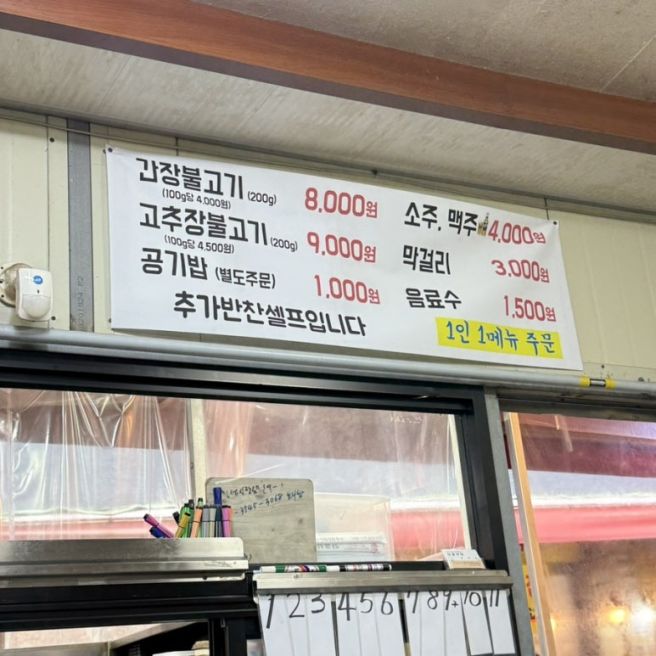 간장불고기 (200g) 8,000원
(100g당 4,000원)
고추장불고기 (200g) 9,000원
(100g당 4,500원)
공기밥 (별도주문) 1,000원
추가반찬셀프입니다
소주, 맥주 4,000원
막걸리 3,000원
음료수 1,500원
1인 1메뉴 주문
1 2 3 4 5 6 7 8 9 10 11